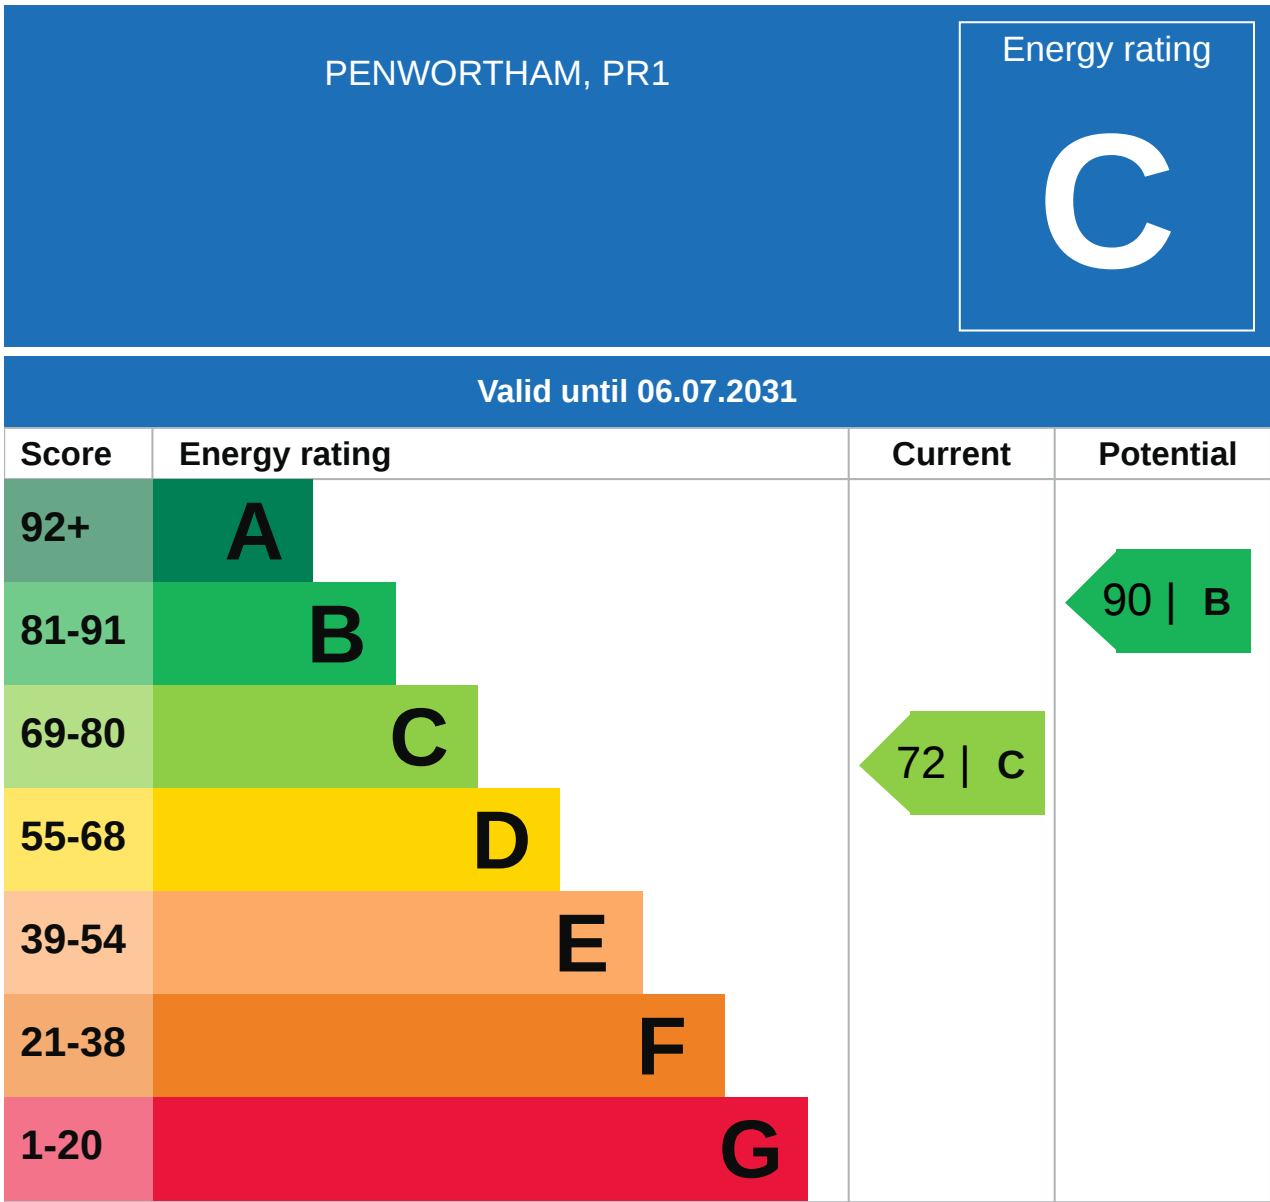 PENWORTHAM, PR1
Energy rating
C
Valid until 06.07.2031
Score Energy rating Current Potential
92+ A
81-91 B 90 | B
69-80 C 72 | C
55-68 D
39-54 E
21-38 F
1-20 G